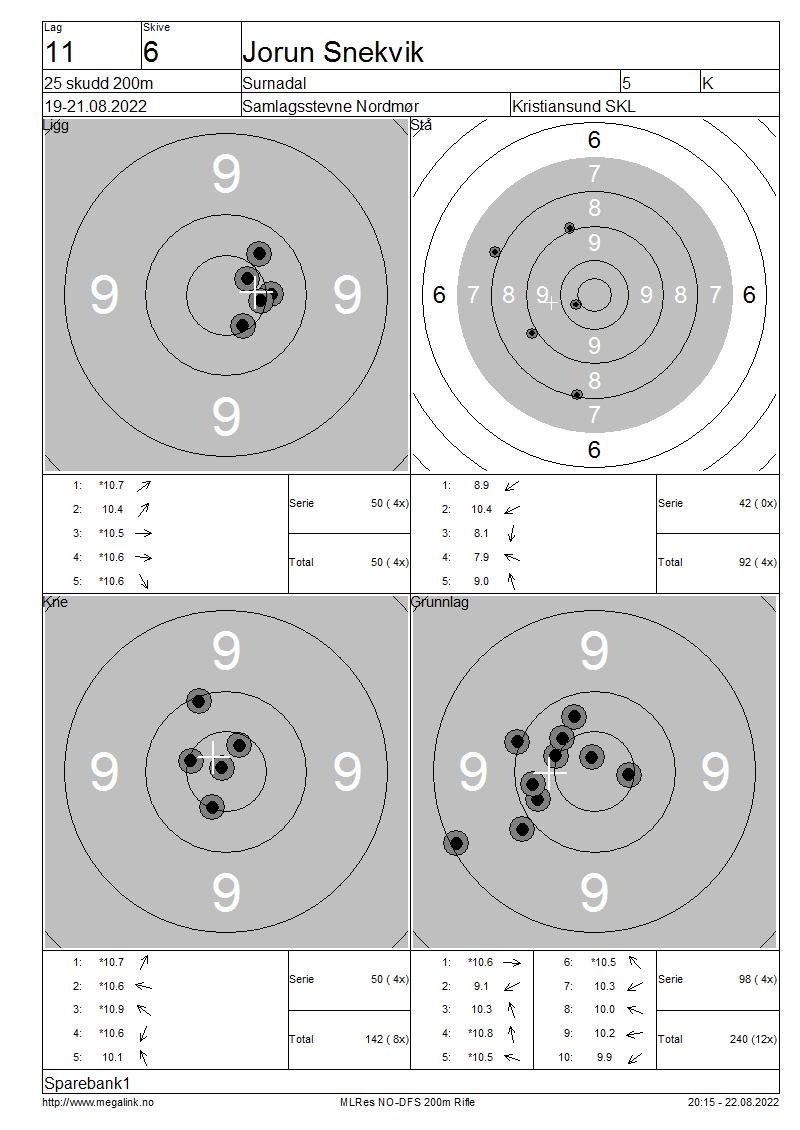 Lag
Skive
11
6
Jorun Snekvik
25 skudd 200m
Surnadal
5
K
19-21.08.2022
Samlagsstevne Nordmør
Kristiansund SKL
Ligg
9
9 9
9
Stå
6
7
8
9
6 7 8 9 9 8 7 6
9
8
7
6
1: *10.7
2: 10.4
3: *10.5
4: *10.6
5: *10.6
Serie 50 ( 4x)
Total 50 ( 4x)
1: 8.9
2: 10.4
3: 8.1
4: 7.9
5: 9.0
Serie 42 ( 0x)
Total 92 ( 4x)
Kne
9
9 9
9
Grunnlag
9
9 9
9
1: *10.7
2: *10.6
3: *10.9
4: *10.6
5: 10.1
Serie 50 ( 4x)
Total 142 ( 8x)
1: *10.6
2: 9.1
3: 10.3
4: *10.8
5: *10.5
6: *10.5
7: 10.3
8: 10.0
9: 10.2
10: 9.9
Serie 98 ( 4x)
Total 240 (12x)
Sparebank1
http://www.megalink.no
MLRes NO-DFS 200m Rifle
20:15 - 22.08.2022